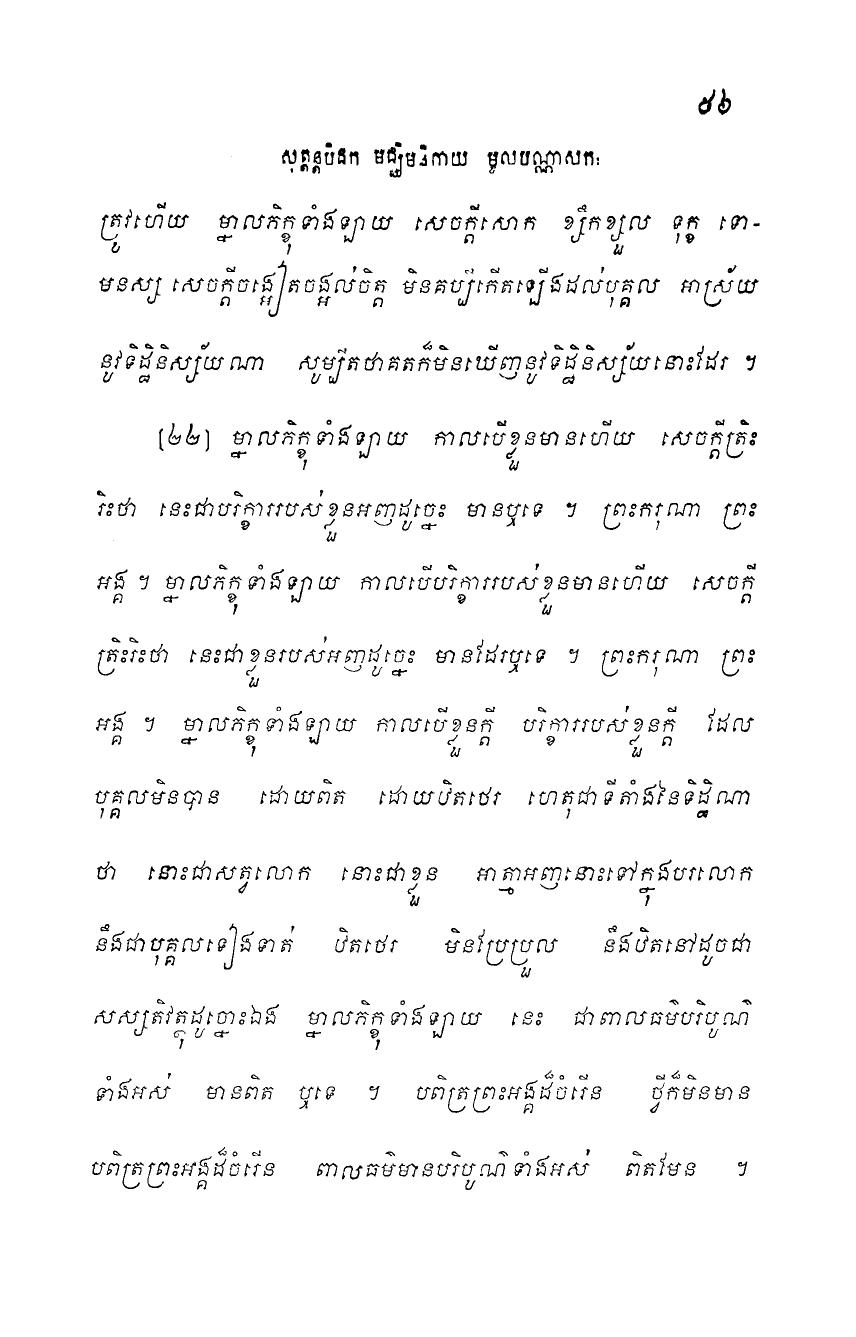 ៥៦
សុត្តន្តបិដក មជ្ឈិមនិកាយ មូលបណ្ណាសកៈ
ត្រូវហើយ ម្នាលភិក្ខុទាំងឡាយ សេចក្តីសោក ខ្សឹកខ្សួល ទុក្ខ ទោ-
មនស្ស សេចក្តីចង្អៀតចង្អល់ចិត្ត មិនគប្បីកើតឡើងដល់បុគ្គល អាស្រ័យ
នូវទិដ្ឋិនិស្ស័យណា សូម្បីតថាគតក៏មិនឃើញនូវទិដ្ឋិនិស្ស័យនោះដែរ ។
[២២] ម្នាលភិក្ខុទាំងឡាយ កាលបើខ្លួនមានហើយ សេចក្តីត្រិះ
រិះថា នេះជាបរិក្ខាររបស់ខ្លួនអញដូច្នេះ មានឬទេ ។ ព្រះករុណា ព្រះ
អង្គ ។ ម្នាលភិក្ខុទាំងឡាយ កាលបើបរិក្ខាររបស់ខ្លួនមានហើយ សេចក្តី
ត្រិះរិះថា នេះជាខ្លួនរបស់អញដូច្នេះ មានដែរឬទេ ។ ព្រះករុណា ព្រះ
អង្គ ។ ម្នាលភិក្ខុទាំងឡាយ កាលបើខ្លួនក្តី បរិក្ខាររបស់ខ្លួនក្តី ដែល
បុគ្គលមិនបាន ដោយពិត ដោយឋិតថេរ ហេតុជាទីតាំងនៃទិដ្ឋិណា
ថា នោះជាសត្វលោក នោះជាខ្លួន អាត្មាអញនោះទៅក្នុងបរលោក
នឹងជាបុគ្គលទៀងទាត់ ឋិតថេរ មិនប្រែប្រួល នឹងឋិតនៅដូចជា
សស្សតិវត្ថុដូច្នោះឯង ម្នាលភិក្ខុទាំងឡាយ នេះ ជាពាលធម៌បរិបូណ៌
ទាំងអស់ មានពិត ឬទេ ។ បពិត្រព្រះអង្គដ៏ចំរើន ថ្វីក៏មិនមាន
បពិត្រព្រះអង្គដ៏ចំរើន ពាលធម៌មានបរិបូណ៌ទាំងអស់ ពិតមែន ។